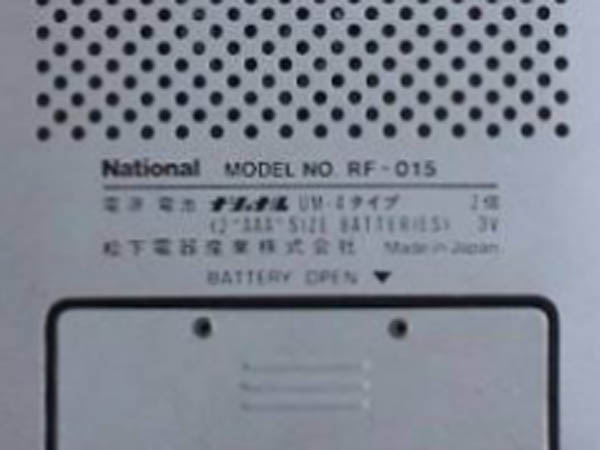 National MODEL NO. RF-015
電源 電池 ナショナル UM-4タイプ 2個
(2 "AAA" SIZE BATTERIES) 3V
松下電器産業株式会社 Made in Japan
BATTERY OPEN ▼